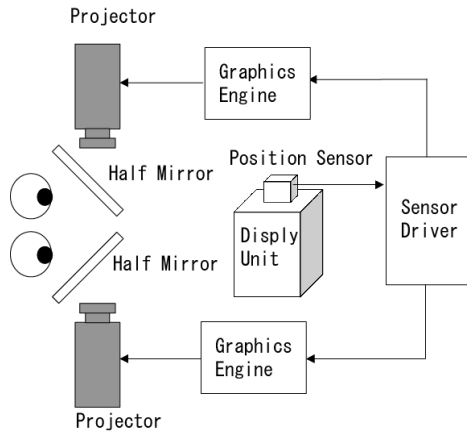 Projector
Graphics
Engine
Position Sensor
Half Mirror
Sensor
Driver
Disply
Unit
Half Mirror
Graphics
Engine
Projector